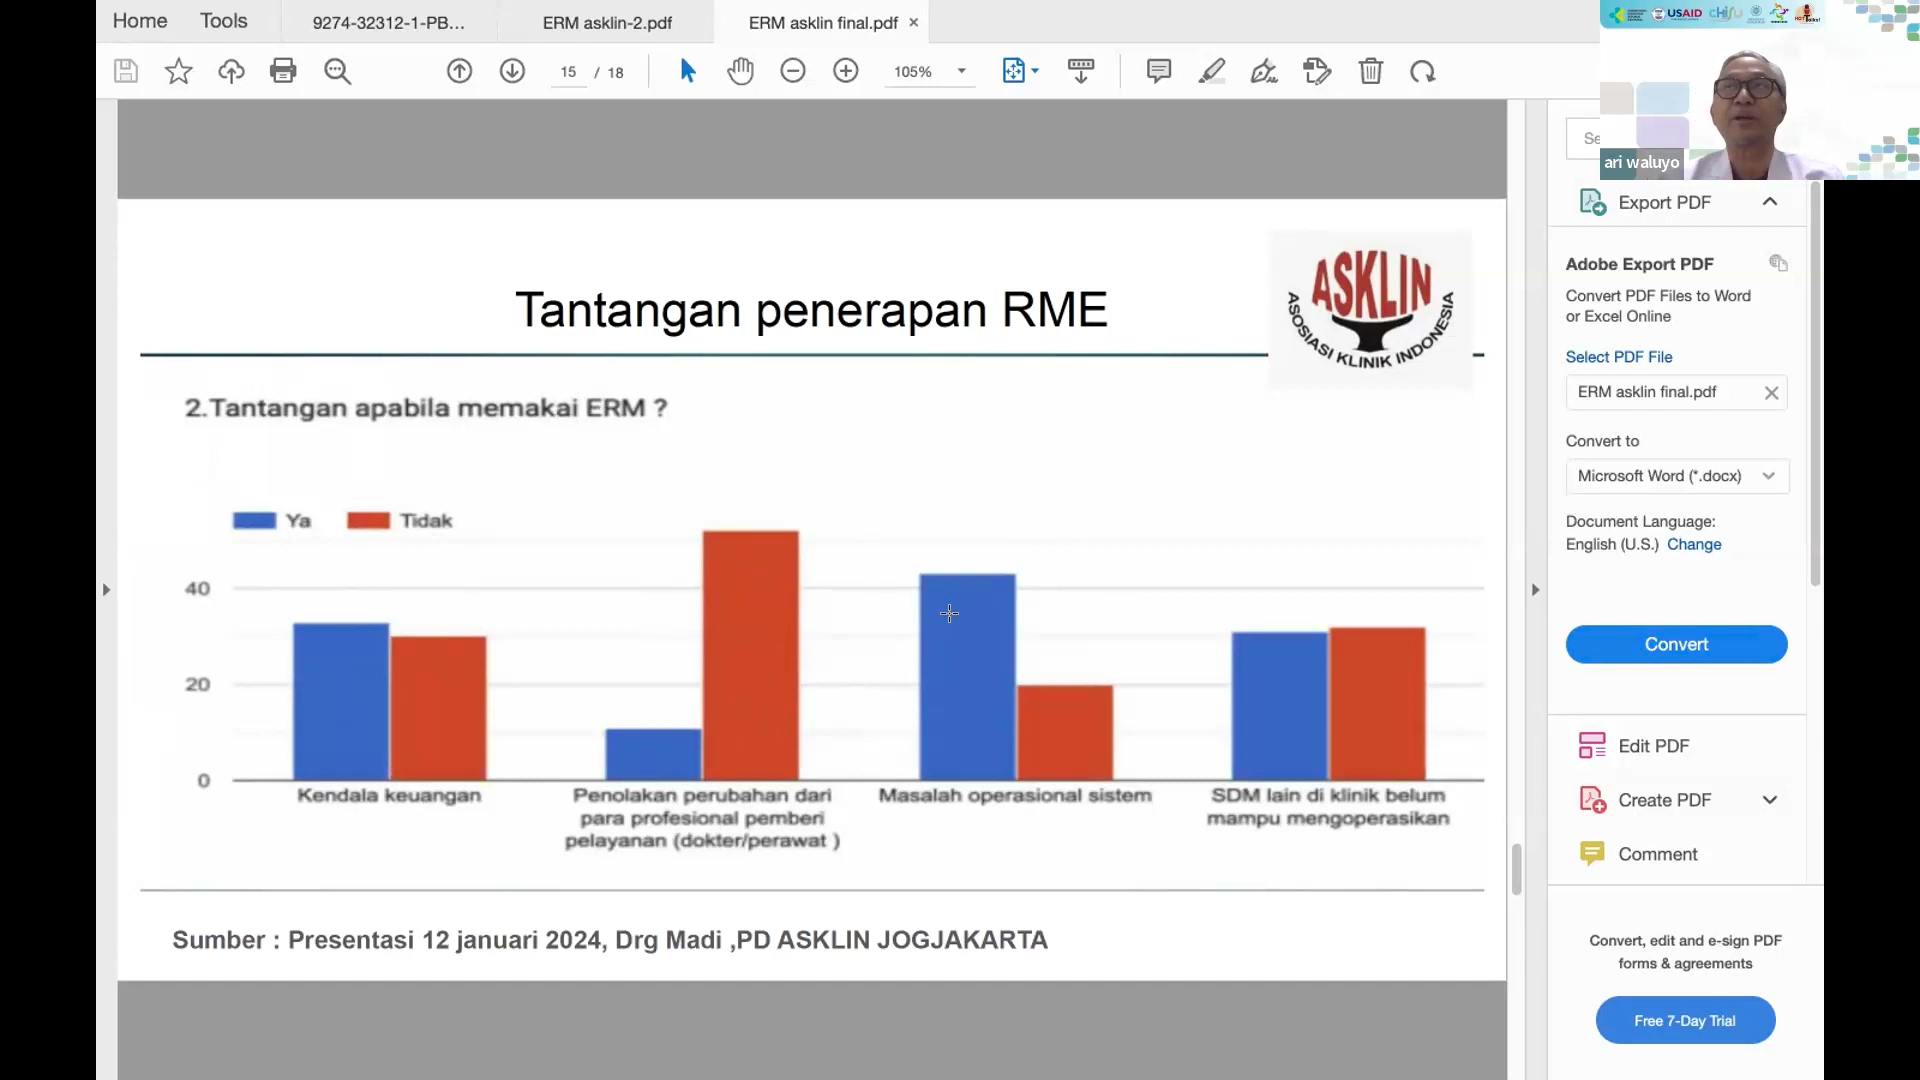 Home Tools 9274-32312-1-PB... ERM asklin-2.pdf ERM asklin final.pdf
15 / 18 105%
USAID
ari waluyo
Tantangan penerapan RME
ASKLIN
ASOSIASI KLINIK INDONESIA
2.Tantangan apabila memakai ERM ?
Ya Tidak
40
20
0
Kendala keuangan
Penolakan perubahan dari
para profesional pemberi
pelayanan (dokter/perawat )
Masalah operasional sistem
SDM lain di klinik belum
mampu mengoperasikan
Sumber : Presentasi 12 januari 2024, Drg Madi ,PD ASKLIN JOGJAKARTA
Se
Export PDF
Adobe Export PDF
Convert PDF Files to Word
or Excel Online
Select PDF File
ERM asklin final.pdf
Convert to
Microsoft Word (*.docx)
Document Language:
English (U.S.) Change
Convert
Edit PDF
Create PDF
Comment
Convert, edit and e-sign PDF
forms & agreements
Free 7-Day Trial